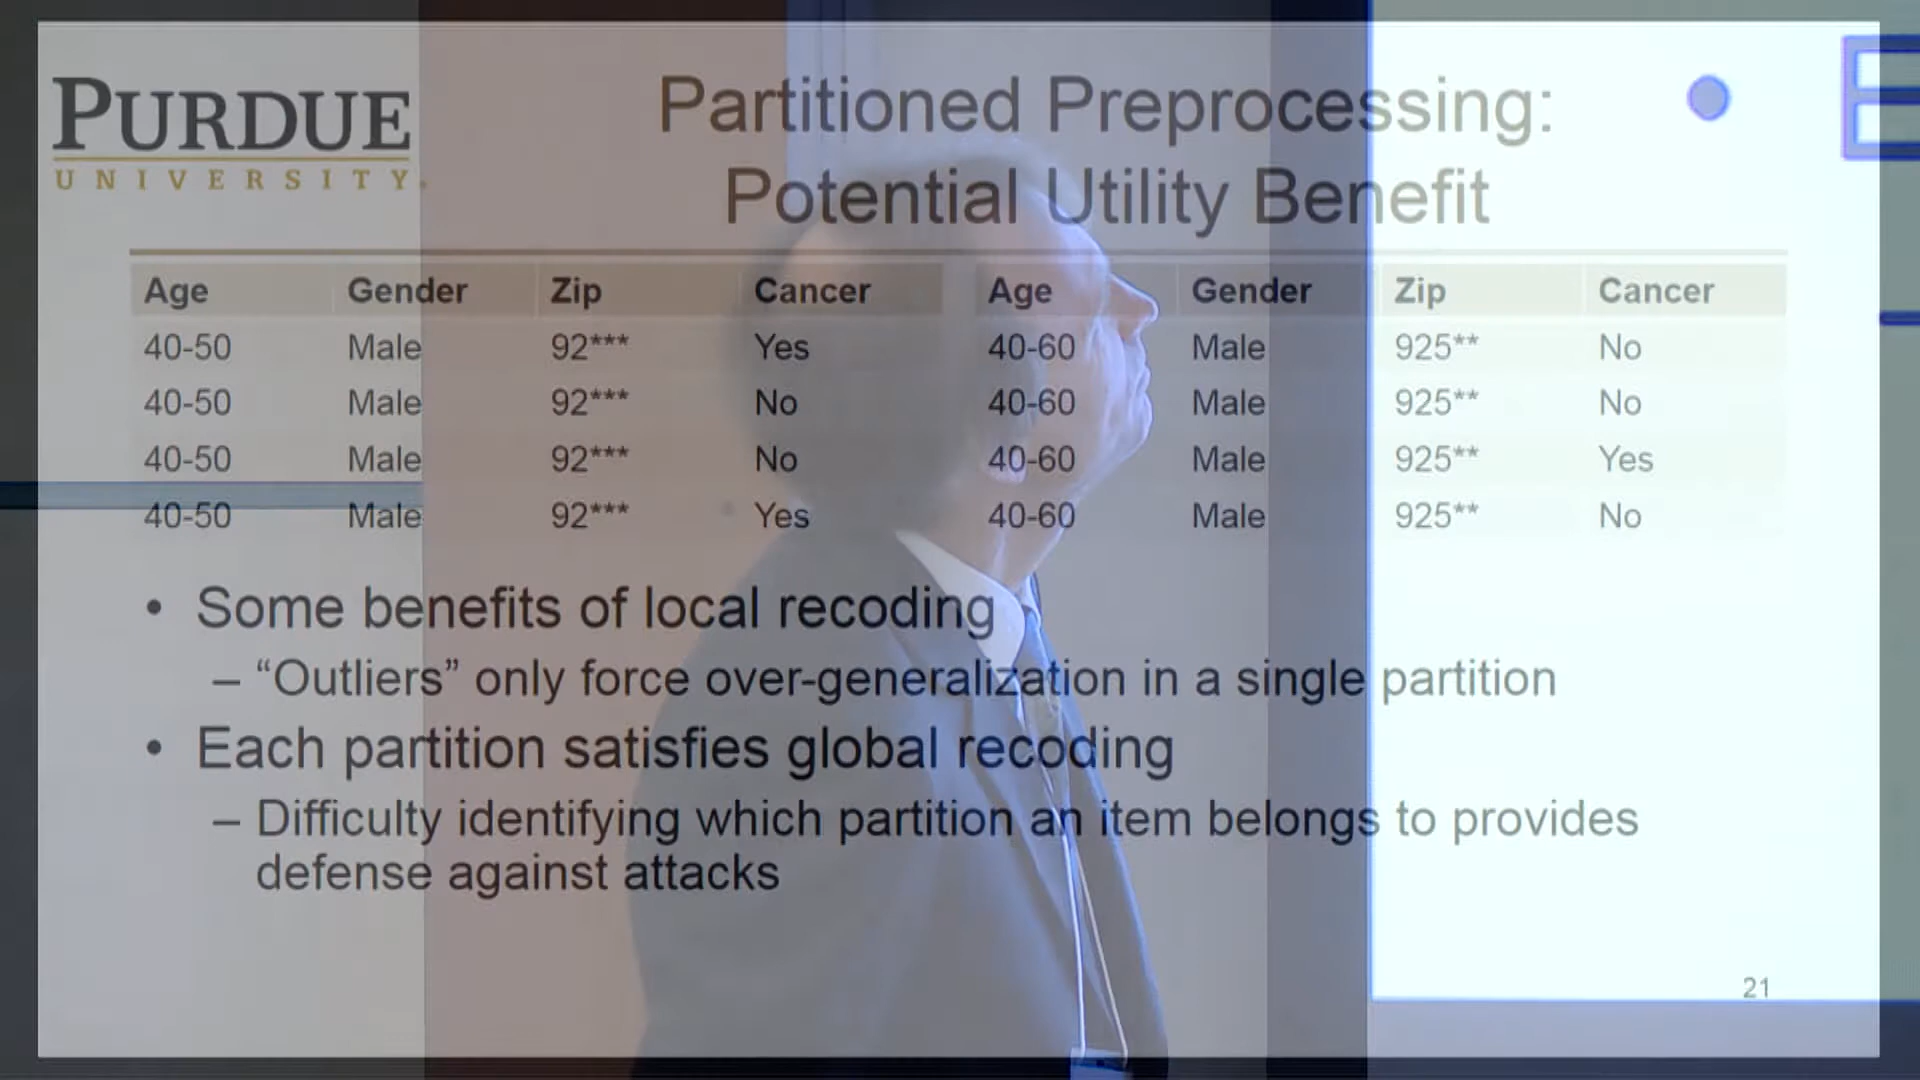 PURDUE
UNIVERSITY.
Partitioned Preprocessing:
Potential Utility Benefit
Age Gender Zip Cancer Age Gender Zip Cancer
40-50 Male 92*** Yes 40-60 Male 925** No
40-50 Male 92*** No 40-60 Male 925** No
40-50 Male 92*** No 40-60 Male 925** Yes
40-50 Male 92*** Yes 40-60 Male 925** No
• Some benefits of local recoding
– “Outliers” only force over-generalization in a single partition
• Each partition satisfies global recoding
– Difficulty identifying which partition an item belongs to provides
defense against attacks
21